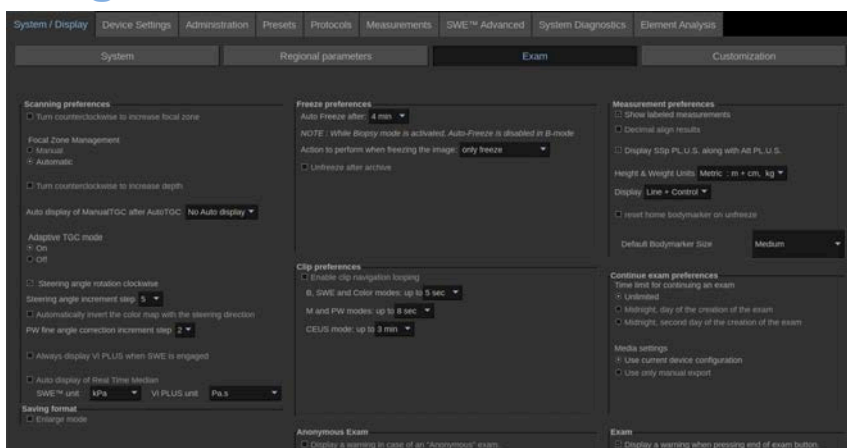 System / Display Device Settings Administration Presets Protocols Measurements SWE™ Advanced System Diagnostics Element Analysis
System Regional parameters Exam Customization
Scanning preferences
Turn counterclockwise to increase focal zone
Focal Zone Management
Manual
Automatic
Turn counterclockwise to increase depth
Auto display of ManualTGC after AutoTGC No Auto display
Adaptive TGC mode
On
Off
Steering angle rotation clockwise
Steering angle increment step 5
Automatically invert the color map with the steering direction
PW fine angle correction increment step 2
Always display Vi PLUS when SWE is engaged
Auto display of Real Time Median
SWE™ unit kPa Vi PLUS unit Pa.s
Saving format
Enlarge mode
Freeze preferences
Auto Freeze after: 4 min
NOTE : While Biopsy mode is activated, Auto-Freeze is disabled in B-mode
Action to perform when freezing the image: only freeze
Unfreeze after archive
Clip preferences
Enable clip navigation looping
B, SWE and Color modes: up to 5 sec
M and PW modes: up to 8 sec
CEUS mode: up to 3 min
Anonymous Exam
Display a warning in case of an "Anonymous" exam.
Measurement preferences
Show labeled measurements
Decimal align results
Display SSp PL.U.S. along with Att PL.U.S.
Height & Weight Units Metric : m + cm, kg
Display Line + Control
reset home bodymarker on unfreeze
Default Bodymarker Size Medium
Continue exam preferences
Time limit for continuing an exam
Unlimited
Midnight, day of the creation of the exam
Midnight, second day of the creation of the exam
Media settings
Use current device configuration
Use only manual export
Exam
Display a warning when pressing end of exam button.